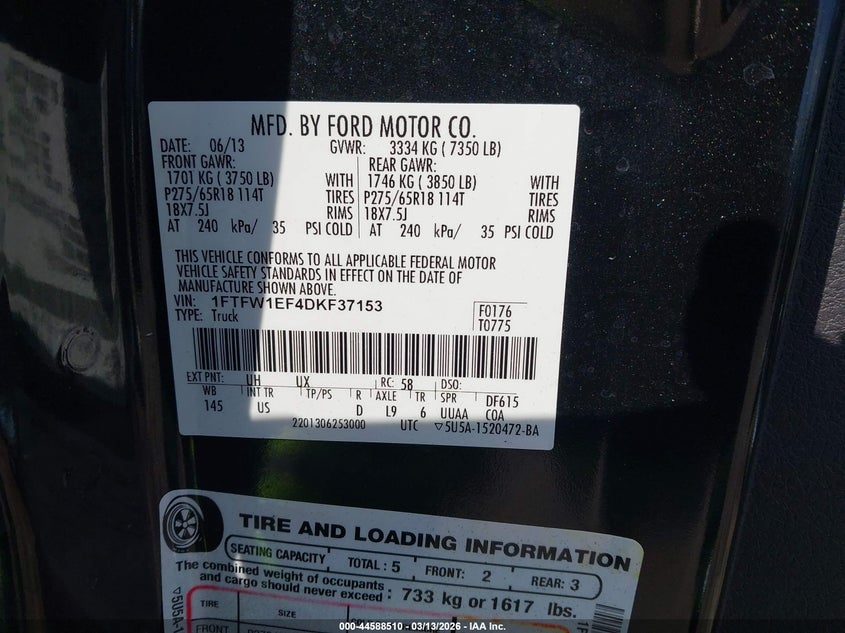 MFD. BY FORD MOTOR CO.
DATE: 06/13 GVWR: 3334 KG ( 7350 LB)
FRONT GAWR: REAR GAWR:
1701 KG ( 3750 LB) WITH 1746 KG ( 3850 LB) WITH
P275/65R18 114T TIRES P275/65R18 114T TIRES
18X7.5J RIMS 18X7.5J RIMS
AT 240 kPa/ 35 PSI COLD AT 240 kPa/ 35 PSI COLD
THIS VEHICLE CONFORMS TO ALL APPLICABLE FEDERAL MOTOR
VEHICLE SAFETY STANDARDS IN EFFECT ON THE DATE OF
MANUFACTURE SHOWN ABOVE.
VIN: 1FTFW1EF4DKF37153 F0176
TYPE: Truck T0775
EXT PNT: UH UX RC: 58 DSO:
WB INT TR TP/PS R AXLE TR SPR DF615
145 US D L9 6 UUAA COA
2201306253000 UTC ▽5U5A-1520472-BA
TIRE AND LOADING INFORMATION
SEATING CAPACITY TOTAL : 5 FRONT: 2 REAR: 3
The combined weight of occupants
and cargo should never exceed : 733 kg or 1617 lbs.
TIRE SIZE
FRONT
000-44588510 — 03/13/2026 — IAA Inc.